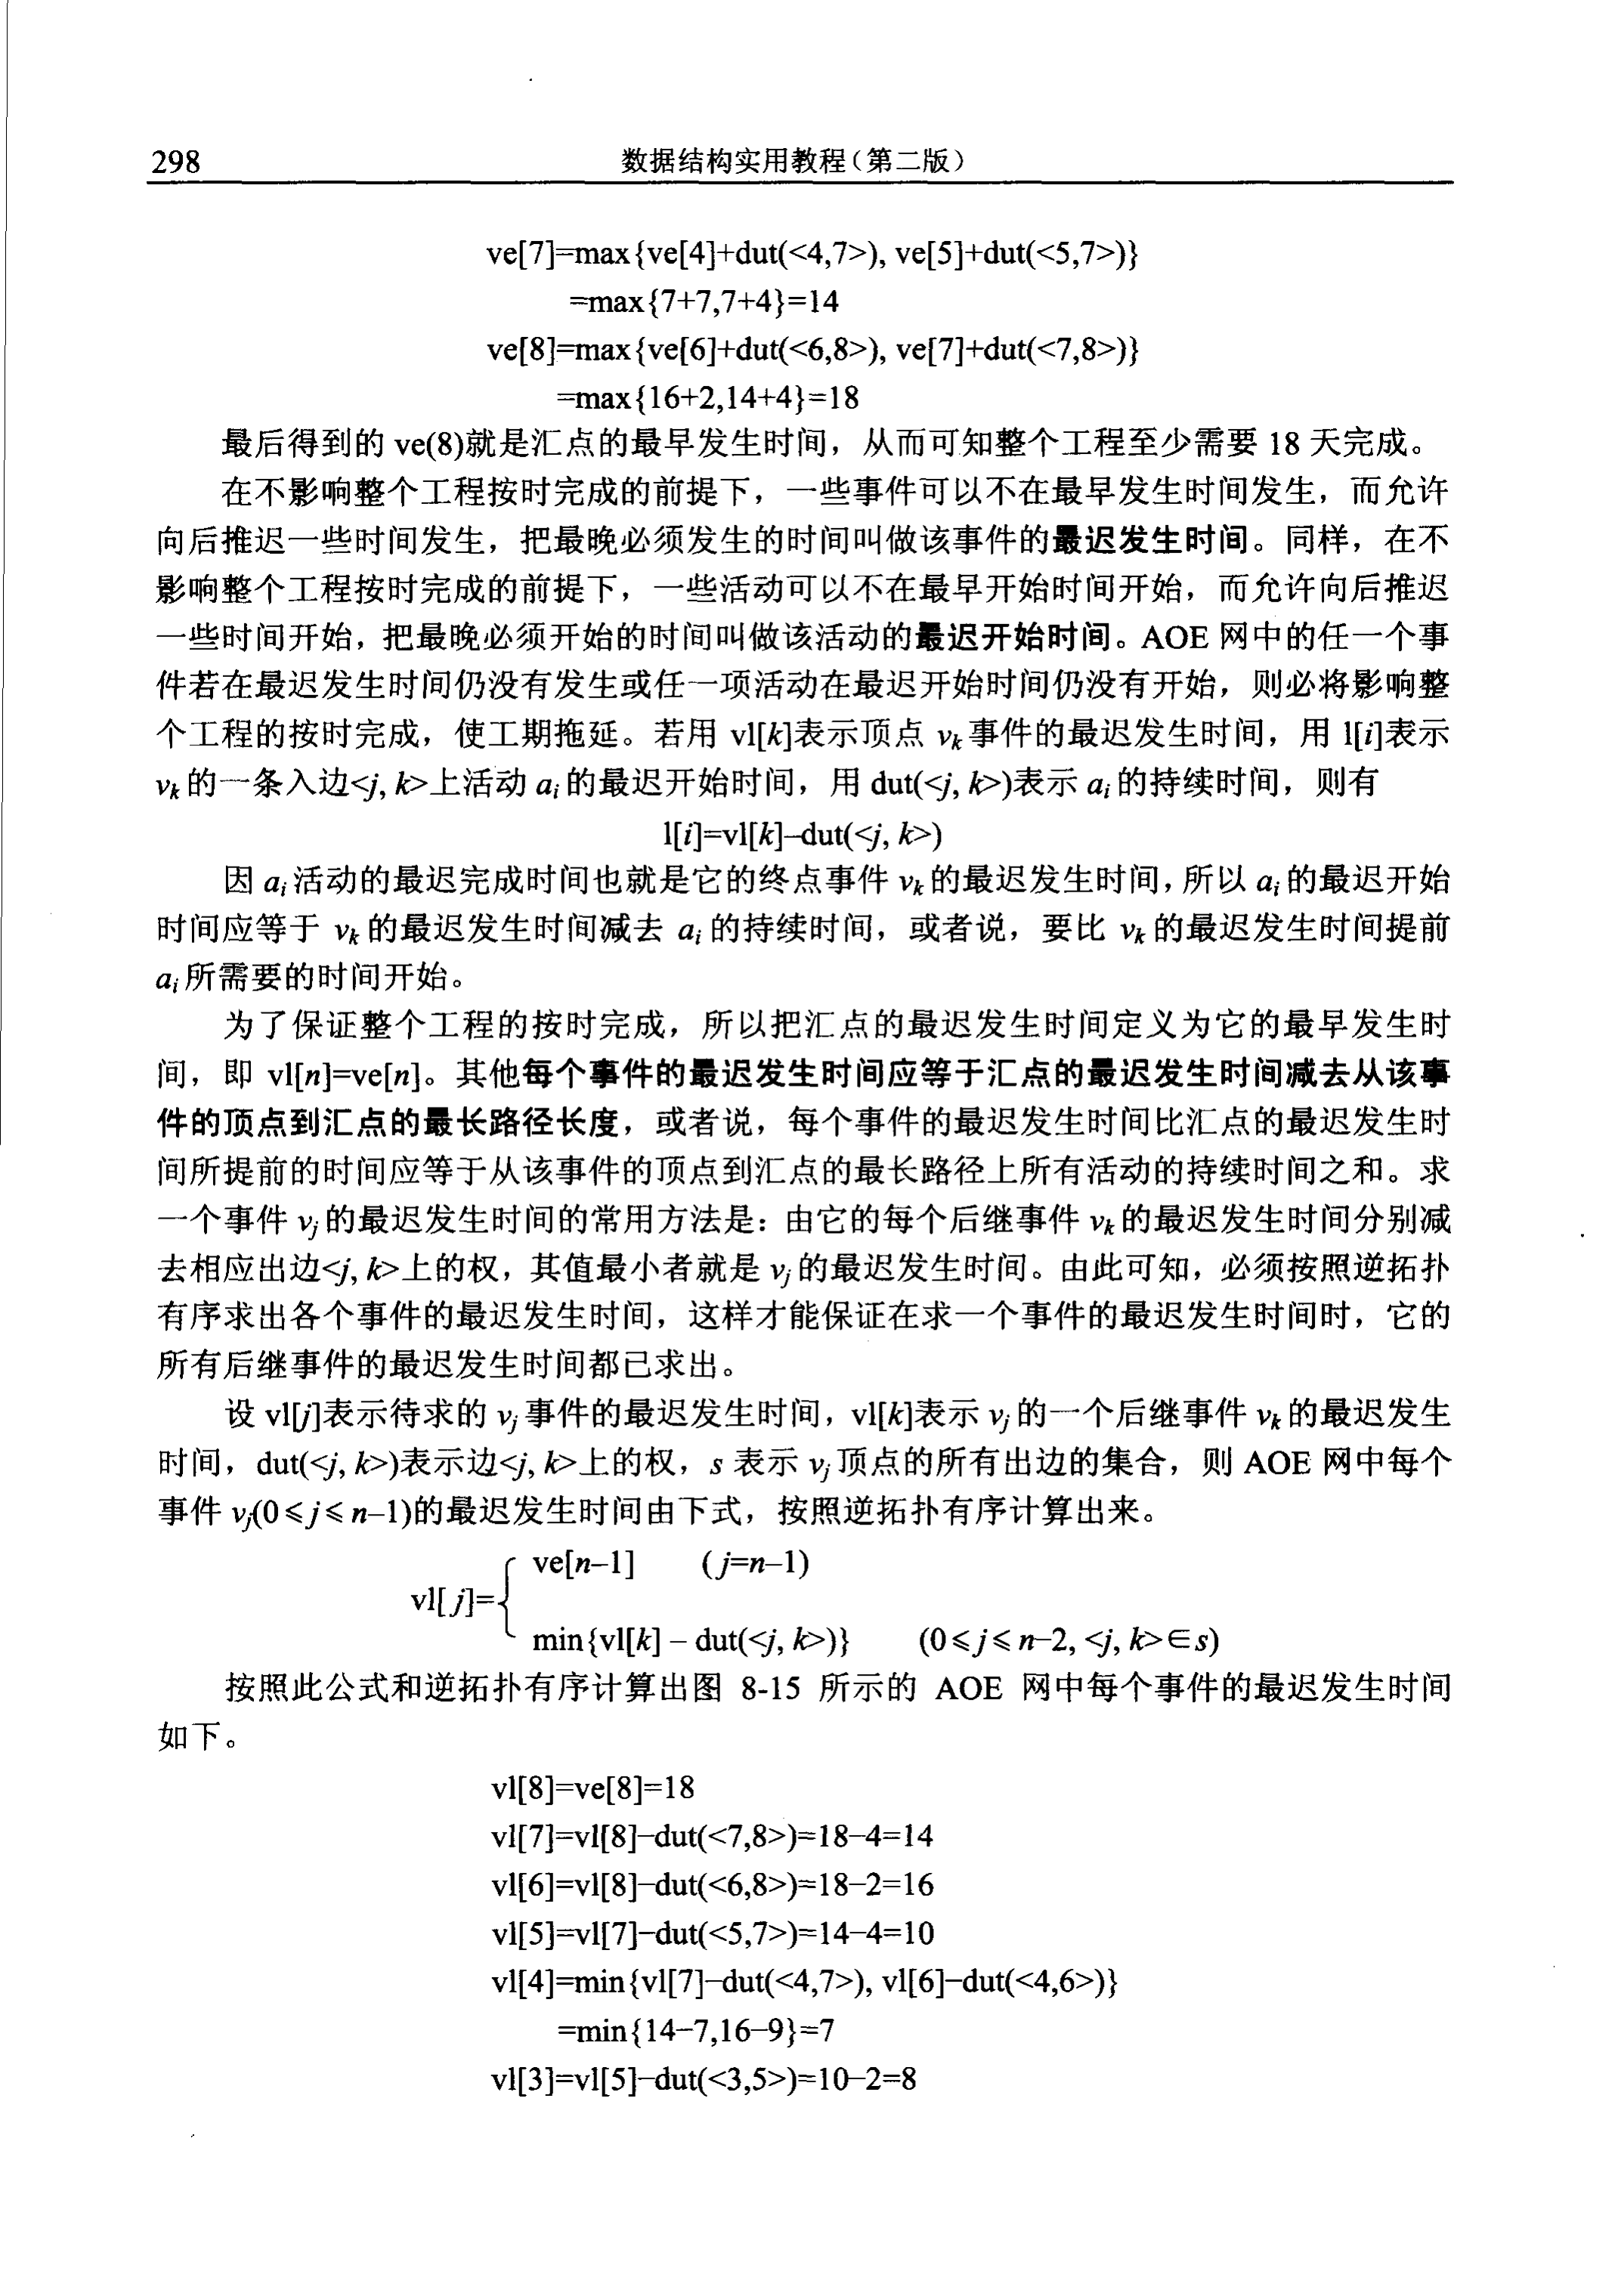 298
数据结构实用教程(第二版)
ve[7]=max{ve[4]+dut(<4,7>), ve[5]+dut(<5,7>)}
=max{7+7,7+4}=14
ve[8]=max{ve[6]+dut(<6,8>), ve[7]+dut(<7,8>)}
=max{16+2,14+4}=18
最后得到的 ve(8)就是汇点的最早发生时间，从而可知整个工程至少需要 18 天完成。
在不影响整个工程按时完成的前提下，一些事件可以不在最早发生时间发生，而允许
向后推迟一些时间发生，把最晚必须发生的时间叫做该事件的最迟发生时间。同样，在不
影响整个工程按时完成的前提下，一些活动可以不在最早开始时间开始，而允许向后推迟
一些时间开始，把最晚必须开始的时间叫做该活动的最迟开始时间。AOE 网中的任一个事
件若在最迟发生时间仍没有发生或任一项活动在最迟开始时间仍没有开始，则必将影响整
个工程的按时完成，使工期拖延。若用 vl[k]表示顶点 vk 事件的最迟发生时间，用 l[i]表示
vk 的一条入边<j, k>上活动 ai 的最迟开始时间，用 dut(<j, k>)表示 ai 的持续时间，则有
l[i]=vl[k]–dut(<j, k>)
因 ai 活动的最迟完成时间也就是它的终点事件 vk 的最迟发生时间，所以 ai 的最迟开始
时间应等于 vk 的最迟发生时间减去 ai 的持续时间，或者说，要比 vk 的最迟发生时间提前
ai 所需要的时间开始。
为了保证整个工程的按时完成，所以把汇点的最迟发生时间定义为它的最早发生时
间，即 vl[n]=ve[n]。其他每个事件的最迟发生时间应等于汇点的最迟发生时间减去从该事
件的顶点到汇点的最长路径长度，或者说，每个事件的最迟发生时间比汇点的最迟发生时
间所提前的时间应等于从该事件的顶点到汇点的最长路径上所有活动的持续时间之和。求
一个事件 vj 的最迟发生时间的常用方法是：由它的每个后继事件 vk 的最迟发生时间分别减
去相应出边<j, k>上的权，其值最小者就是 vj 的最迟发生时间。由此可知，必须按照逆拓扑
有序求出各个事件的最迟发生时间，这样才能保证在求一个事件的最迟发生时间时，它的
所有后继事件的最迟发生时间都已求出。
设 vl[j]表示待求的 vj 事件的最迟发生时间，vl[k]表示 vj 的一个后继事件 vk 的最迟发生
时间，dut(<j, k>)表示边<j, k>上的权，s 表示 vj 顶点的所有出边的集合，则 AOE 网中每个
事件 vj(0≤j≤n–1)的最迟发生时间由下式，按照逆拓扑有序计算出来。
ve[n–1] (j=n–1)
vl[j]={
min{vl[k] – dut(<j, k>)} (0≤j≤n–2, <j, k>∈s)
按照此公式和逆拓扑有序计算出图 8-15 所示的 AOE 网中每个事件的最迟发生时间
如下。
vl[8]=ve[8]=18
vl[7]=vl[8]–dut(<7,8>)=18–4=14
vl[6]=vl[8]–dut(<6,8>)=18–2=16
vl[5]=vl[7]–dut(<5,7>)=14–4=10
vl[4]=min{vl[7]–dut(<4,7>), vl[6]–dut(<4,6>)}
=min{14–7,16–9}=7
vl[3]=vl[5]–dut(<3,5>)=10–2=8